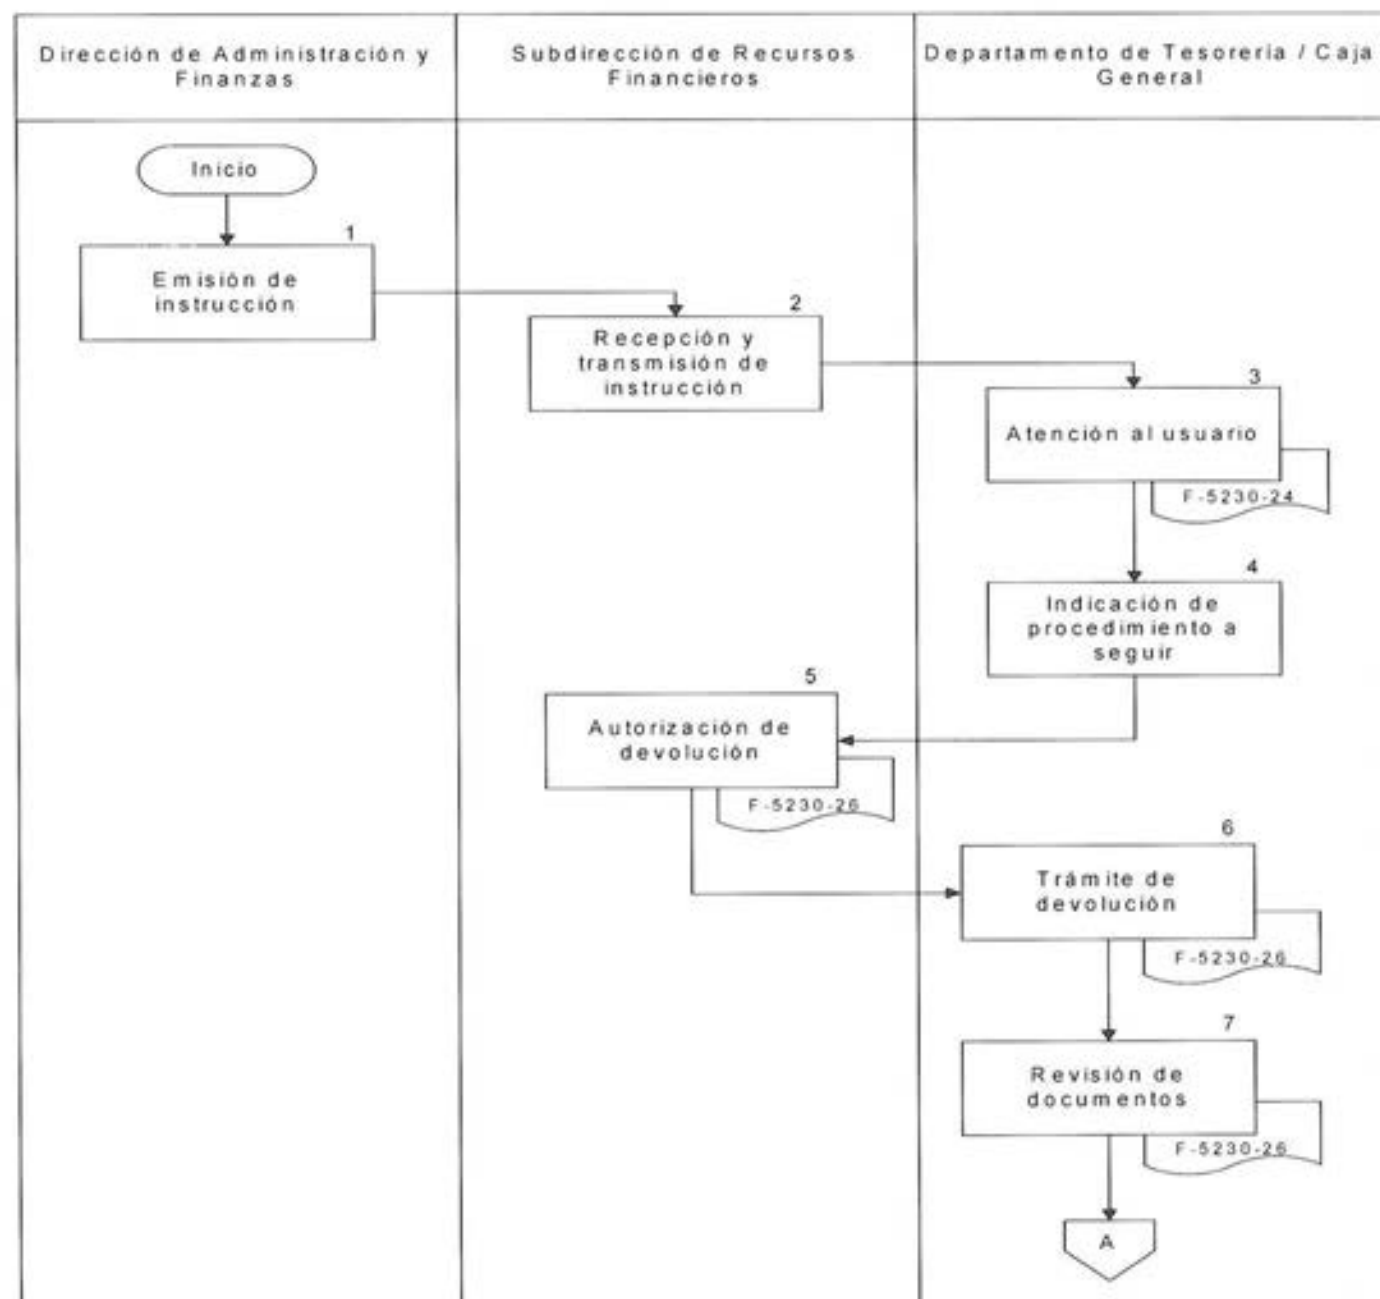 Dirección de Administración y
Finanzas
Subdirección de Recursos
Financieros
Departamento de Tesorería / Caja
General
Inicio
1
Emisión de
instrucción
2
Recepción y
transmisión de
instrucción
3
Atención al usuario
F-5230-24
4
Indicación de
procedimiento a
seguir
5
Autorización de
devolución
F-5230-26
6
Trámite de
devolución
F-5230-26
7
Revisión de
documentos
F-5230-26
A